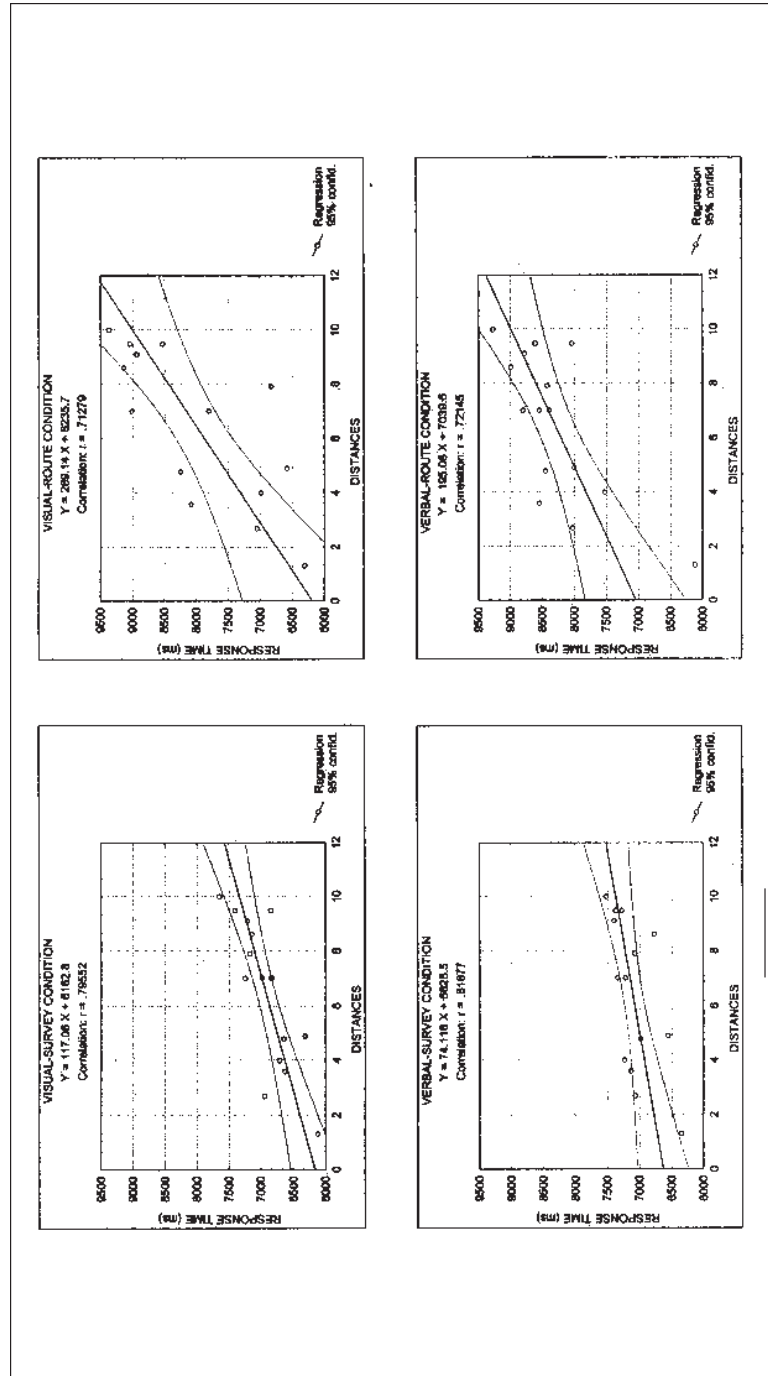 VISUAL-SURVEY CONDITION
Y = 117.06 X + 6162.8
Correlation: r = .79552
RESPONSE TIME (ms)
9500
9000
8500
8000
7500
7000
6500
6000
0 2 4 6 8 10 12
DISTANCES
Regression
95% confid.
VISUAL-ROUTE CONDITION
Y = 269.14 X + 6235.7
Correlation: r = .71279
RESPONSE TIME (ms)
9500
9000
8500
8000
7500
7000
6500
6000
0 2 4 6 8 10 12
DISTANCES
Regression
95% confid.
VERBAL-SURVEY CONDITION
Y = 74.116 X + 6626.5
Correlation: r = .61677
RESPONSE TIME (ms)
9500
9000
8500
8000
7500
7000
6500
6000
0 2 4 6 8 10 12
DISTANCES
Regression
95% confid.
VERBAL-ROUTE CONDITION
Y = 195.06 X + 7039.6
Correlation: r = .72145
RESPONSE TIME (ms)
9500
9000
8500
8000
7500
7000
6500
6000
0 2 4 6 8 10 12
DISTANCES
Regression
95% confid.